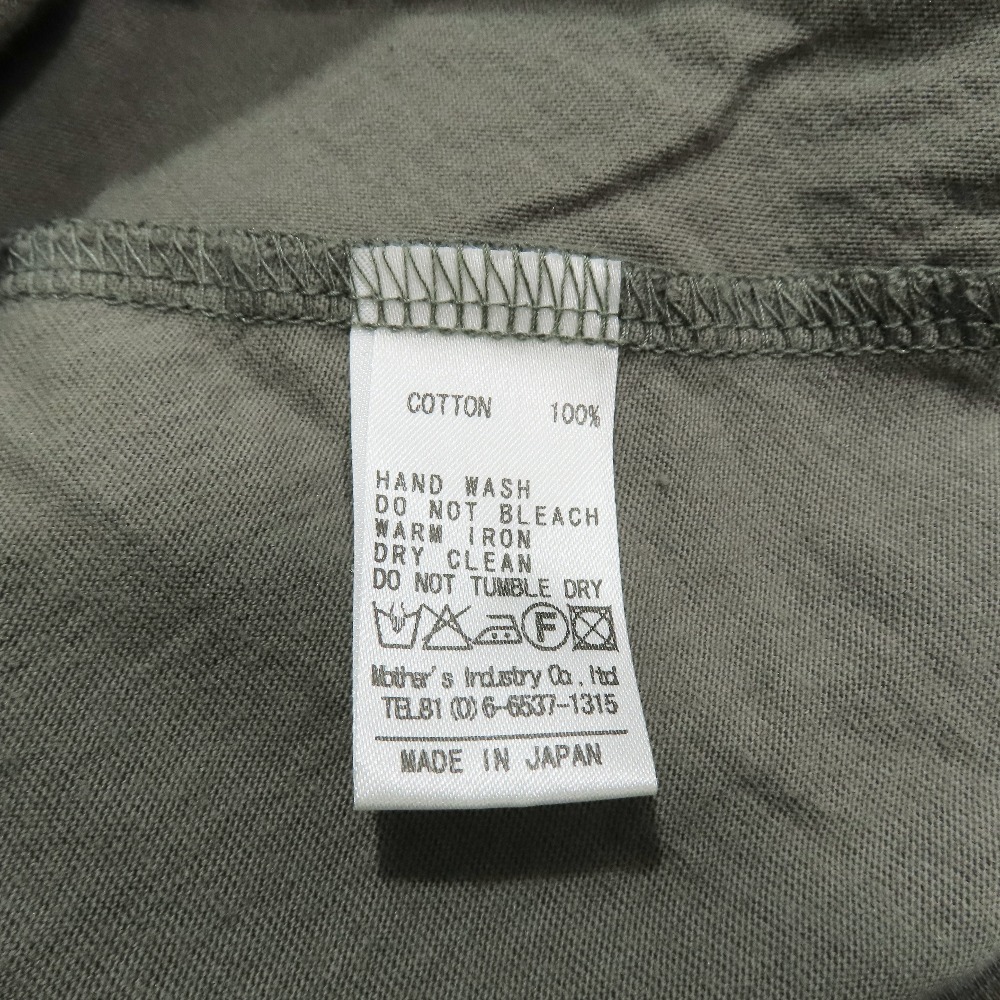 COTTON 100%
HAND WASH
DO NOT BLEACH
WARM IRON
DRY CLEAN
DO NOT TUMBLE DRY
F
Mother's Industry Co.,ltd
TEL81(0)6-6537-1315
MADE IN JAPAN